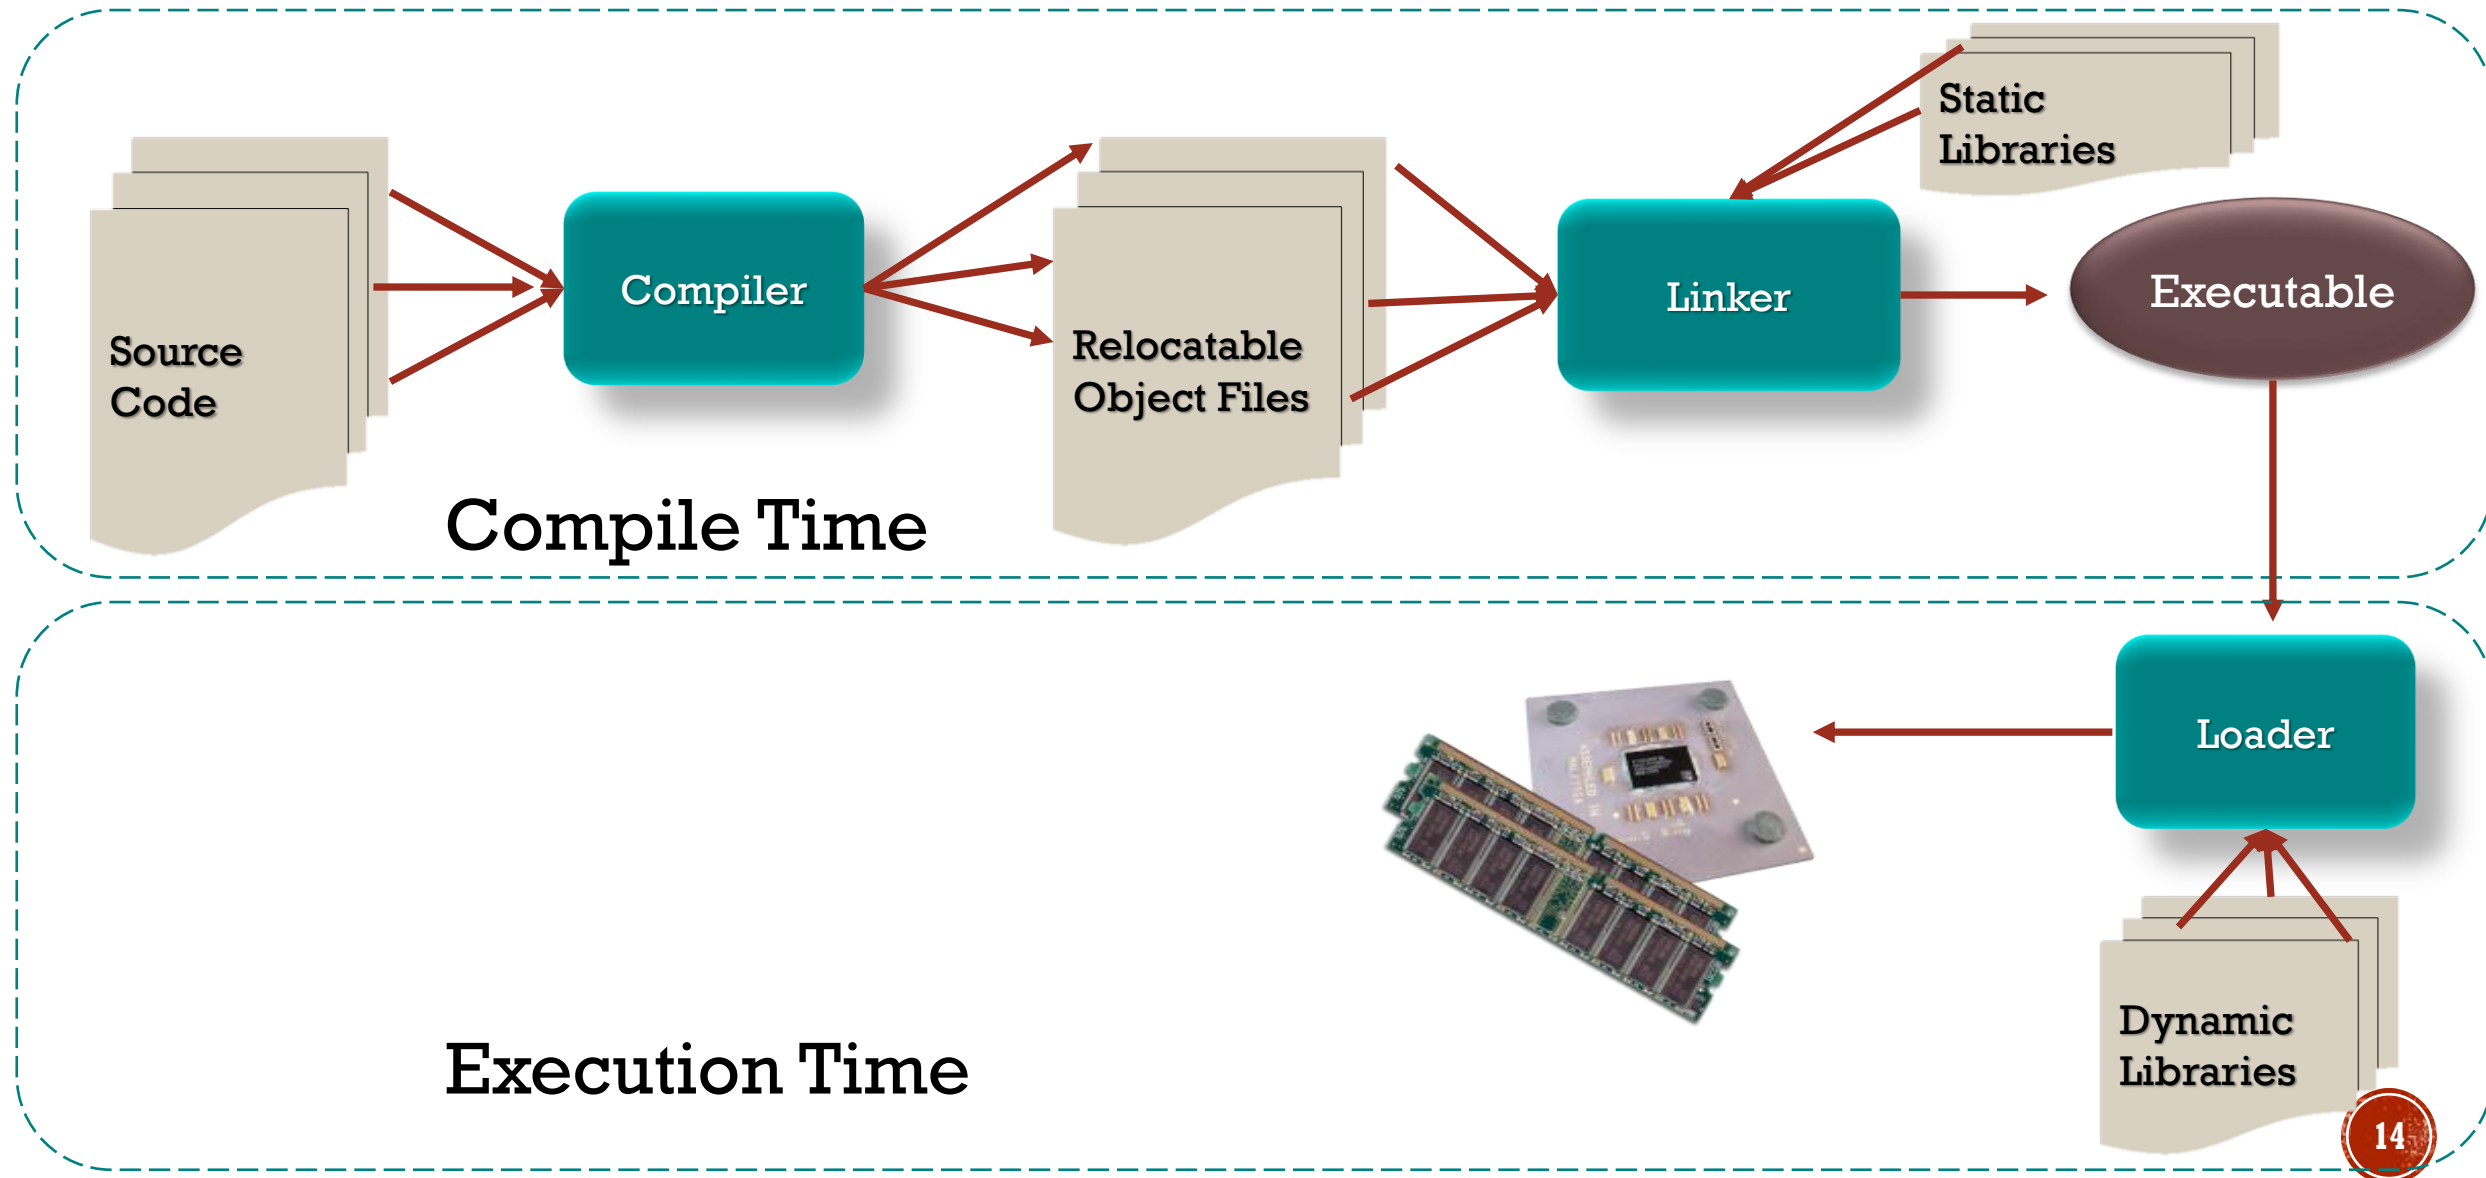 Static
Libraries
Source
Code
Compiler
Relocatable
Object Files
Linker
Executable
Compile Time
Loader
Execution Time
Dynamic
Libraries
14